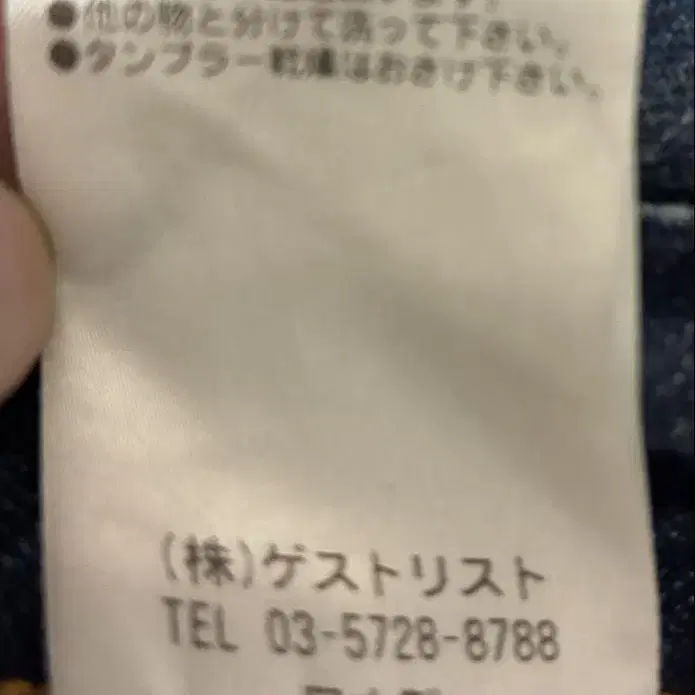 ●他の物と分けて洗って下さい。
●タンブラー乾燥はおさけ下さい。
(株)ゲストリスト
TEL 03-5728-8788